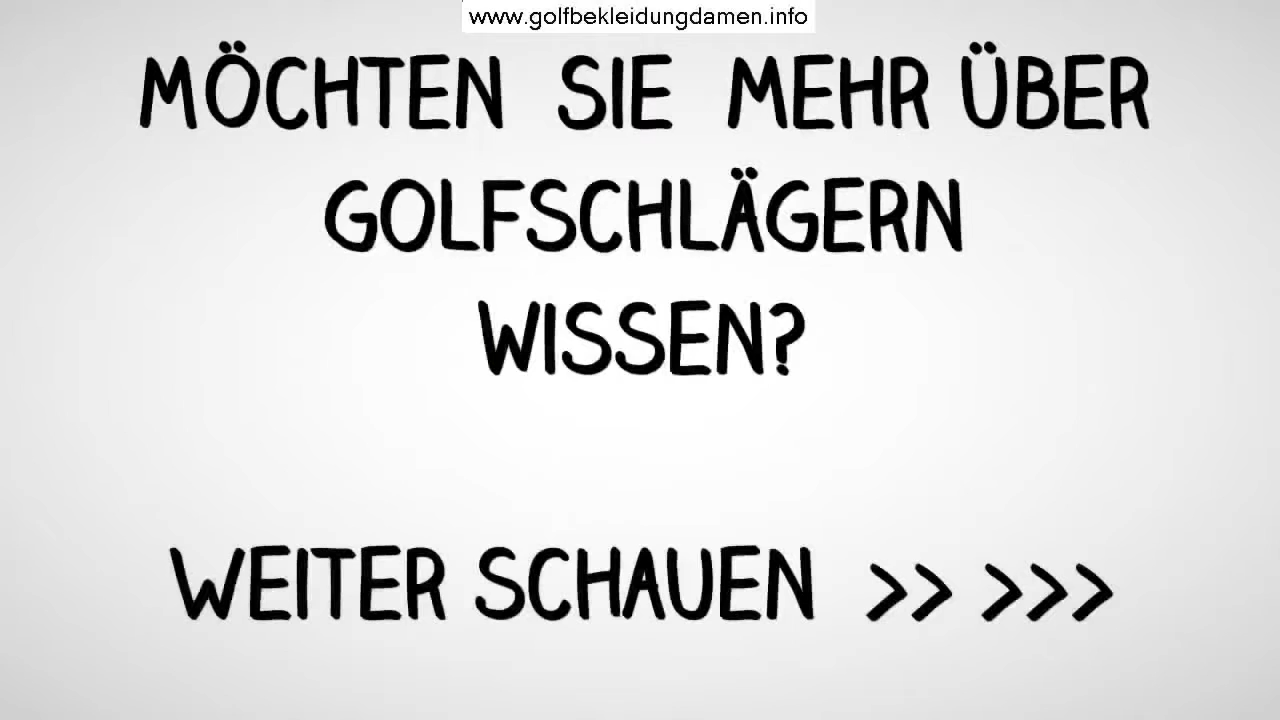 www.golfbekleidungdamen.info
MÖCHTEN SIE MEHR ÜBER
GOLFSCHLÄGERN
WISSEN?
WEITER SCHAUEN >> >>>